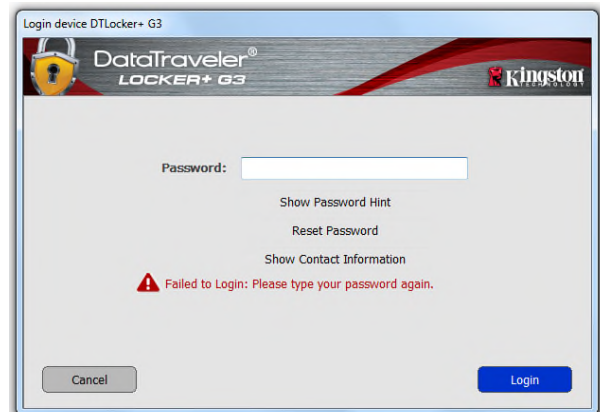 Login device DTLocker+ G3
DataTraveler®
LOCKER+ G3
Kingston
TECHNOLOGY
Password:
Show Password Hint
Reset Password
Show Contact Information
Failed to Login: Please type your password again.
Cancel
Login